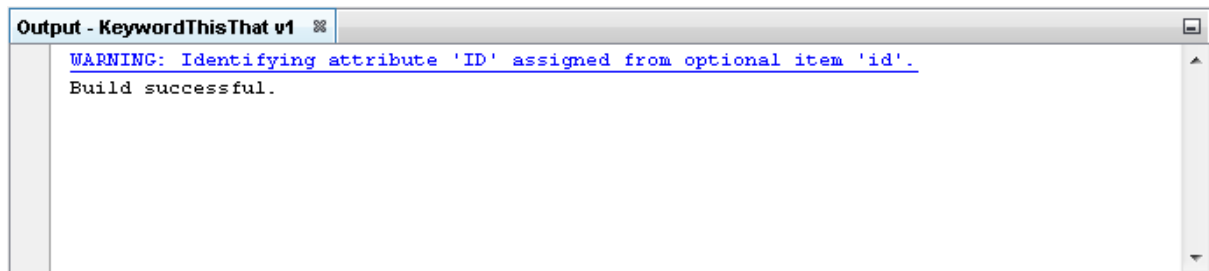 Output - KeywordThisThat v1
WARNING: Identifying attribute 'ID' assigned from optional item 'id'.
Build successful.